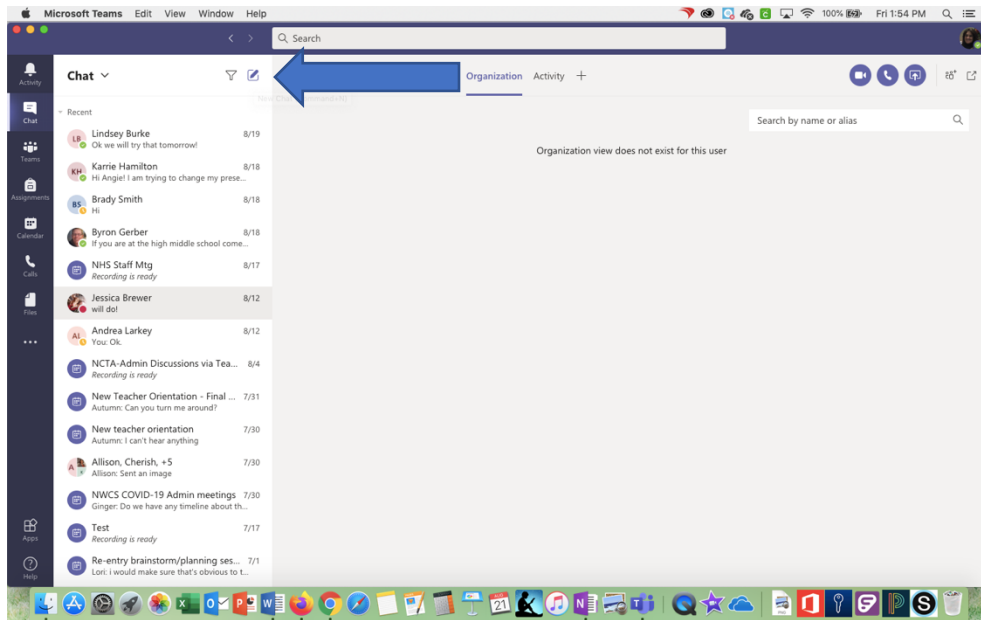 Microsoft Teams Edit View Window Help
100%
Fri 1:54 PM
Search
Activity
Chat
Teams
Assignments
Calendar
Calls
Files
Apps
Help
Chat
Recent
LB
Lindsey Burke 8/19
Ok we will try that tomorrow!
KH
Karrie Hamilton 8/18
Hi Angie! I am trying to change my prese...
BS
Brady Smith 8/18
Hi
Byron Gerber 8/18
If you are at the high middle school come...
NHS Staff Mtg 8/17
Recording is ready
Jessica Brewer 8/12
will do!
AL
Andrea Larkey 8/12
You: Ok.
NCTA-Admin Discussions via Tea... 8/4
Recording is ready
New Teacher Orientation - Final ... 7/31
Autumn: Can you turn me around?
New teacher orientation 7/30
Autumn: I can't hear anything
A
Allison, Cherish, +5 7/30
Allison: Sent an image
NWCS COVID-19 Admin meetings 7/30
Ginger: Do we have any timeline about th...
Test 7/17
Recording is ready
Re-entry brainstorm/planning ses... 7/1
Lori: i would make sure that's obvious to t...
Organization Activity
Search by name or alias
Organization view does not exist for this user